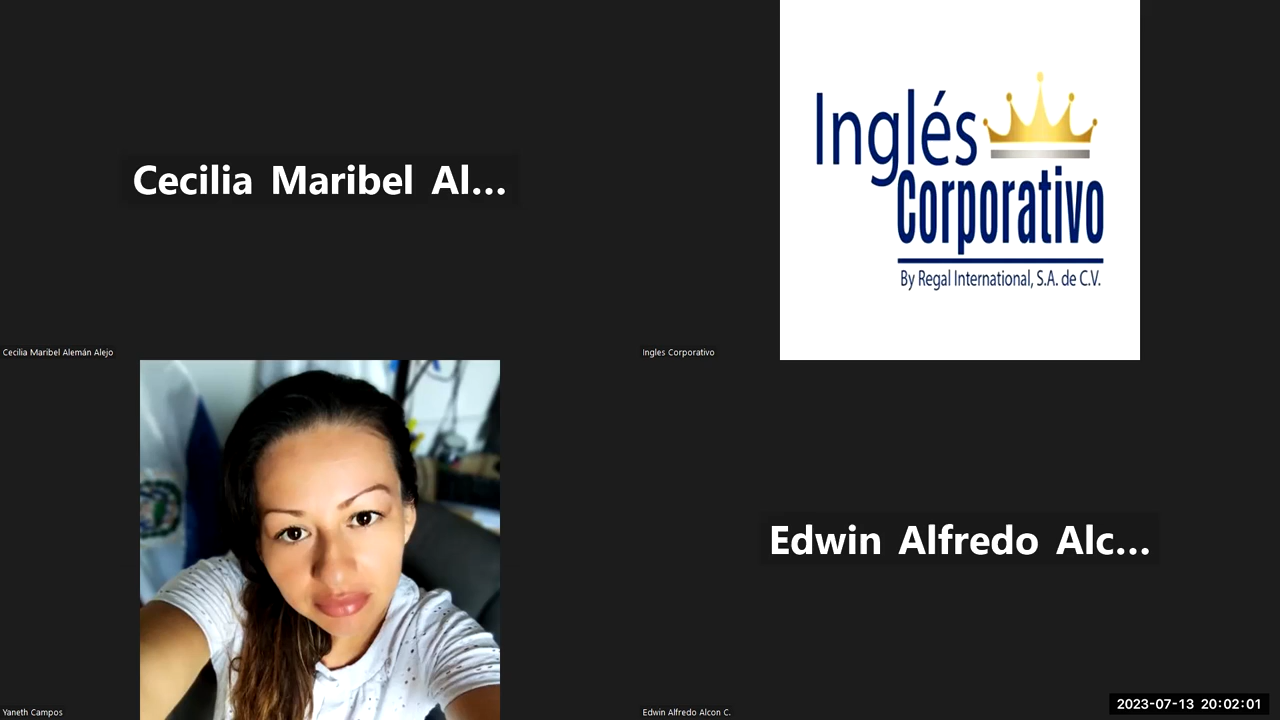 Cecilia Maribel Al...
Inglés
Corporativo
By Regal International, S.A. de C.V.
Cecilia Maribel Alemán Alejo
Ingles Corporativo
Edwin Alfredo Alc...
Yaneth Campos
Edwin Alfredo Alcon C.
2023-07-13 20:02:01